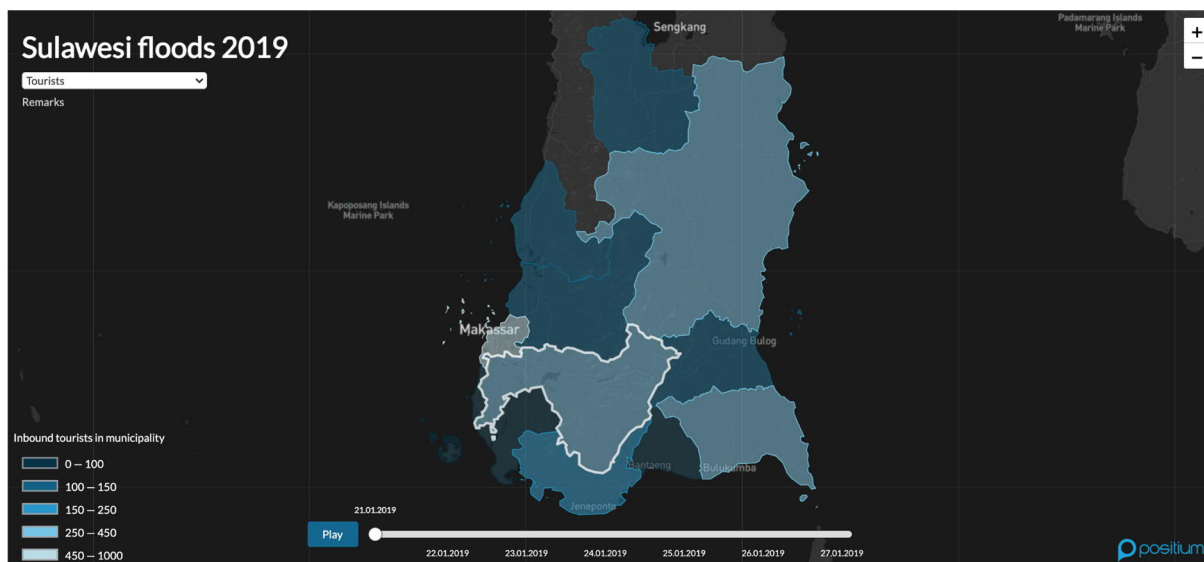 Sengkang
Padamarang Islands
Marine Park
+
−
Sulawesi floods 2019
Tourists
Remarks
Kapoposang Islands
Marine Park
Makassar
Gudang Bulog
Inbound tourists in municipality
0 — 100
100 — 150
150 — 250
250 — 450
450 — 1000
Bantaeng
Bulukumba
Jeneponto
21.01.2019
Play
22.01.2019
23.01.2019
24.01.2019
25.01.2019
26.01.2019
27.01.2019
positium